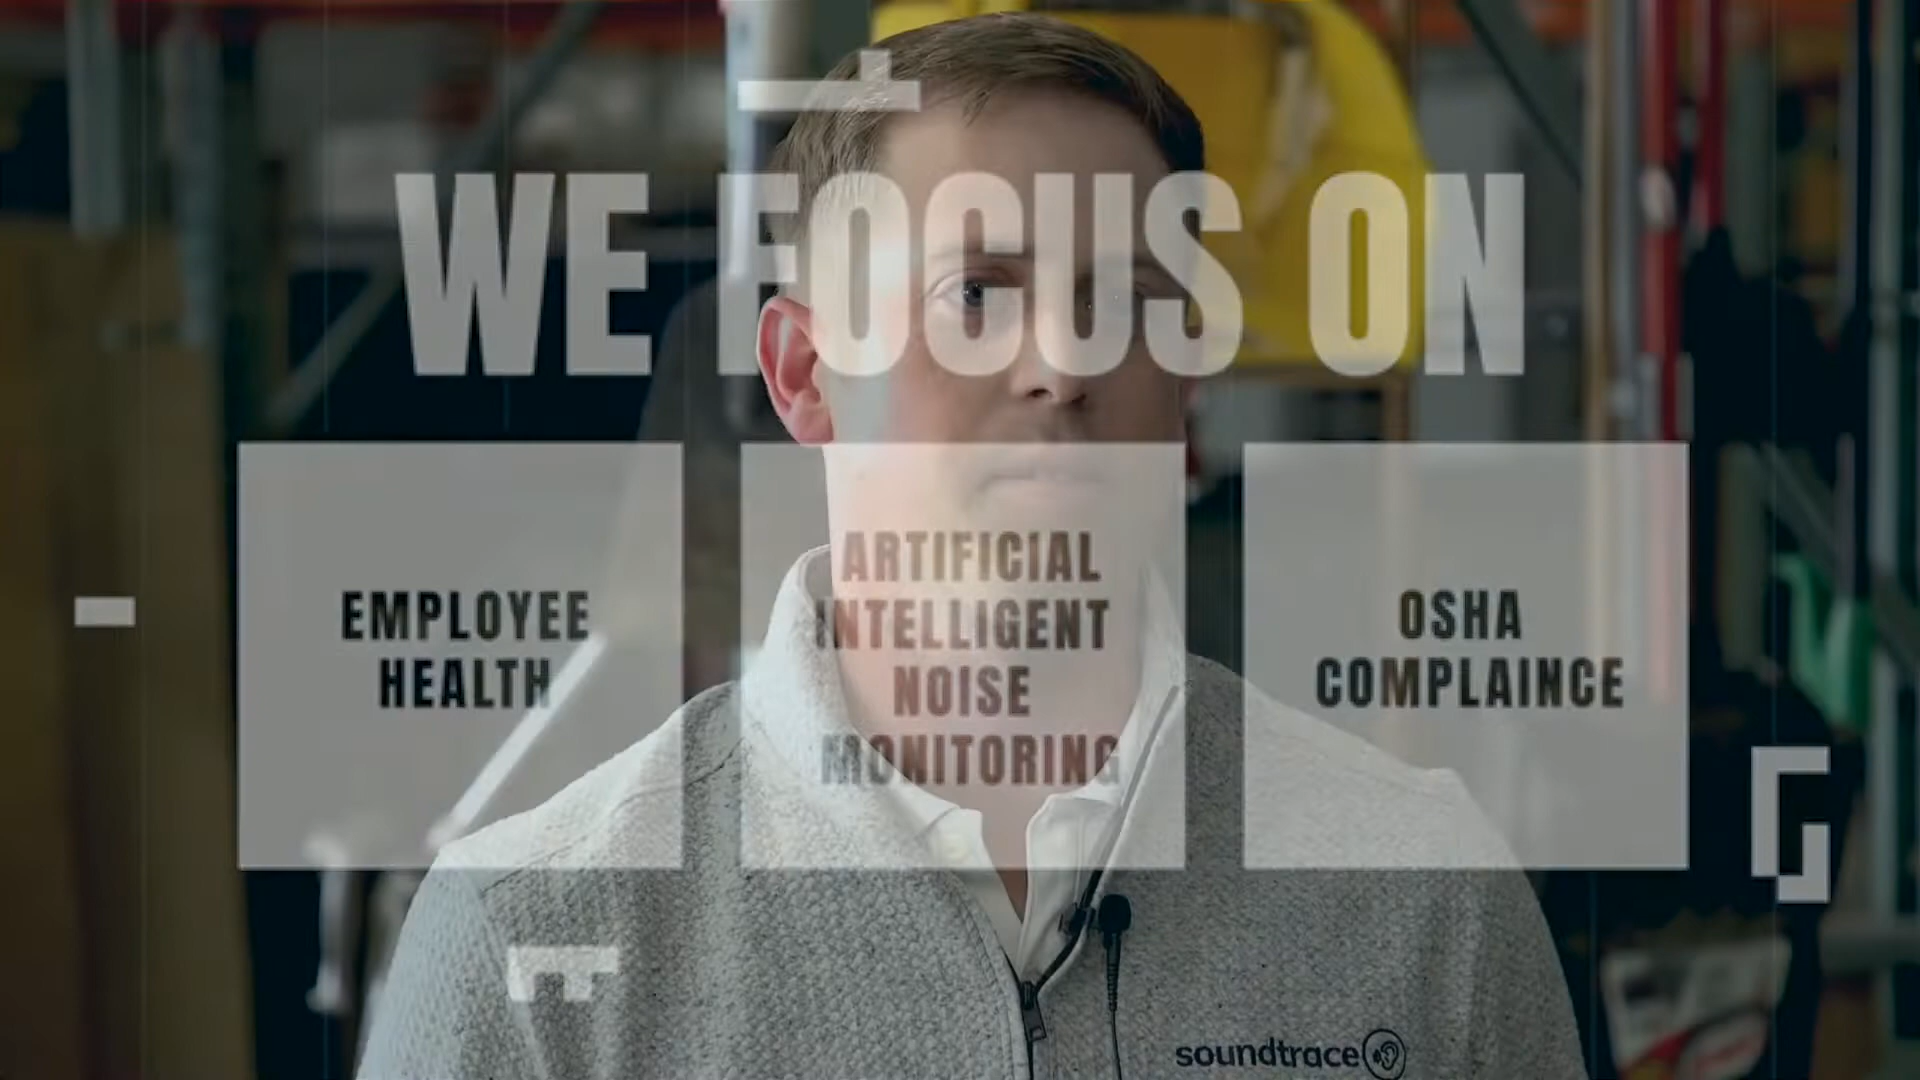 WE FOCUS ON
EMPLOYEE
HEALTH
ARTIFICIAL
INTELLIGENT
NOISE
MONITORING
OSHA
COMPLAINCE
soundtrace